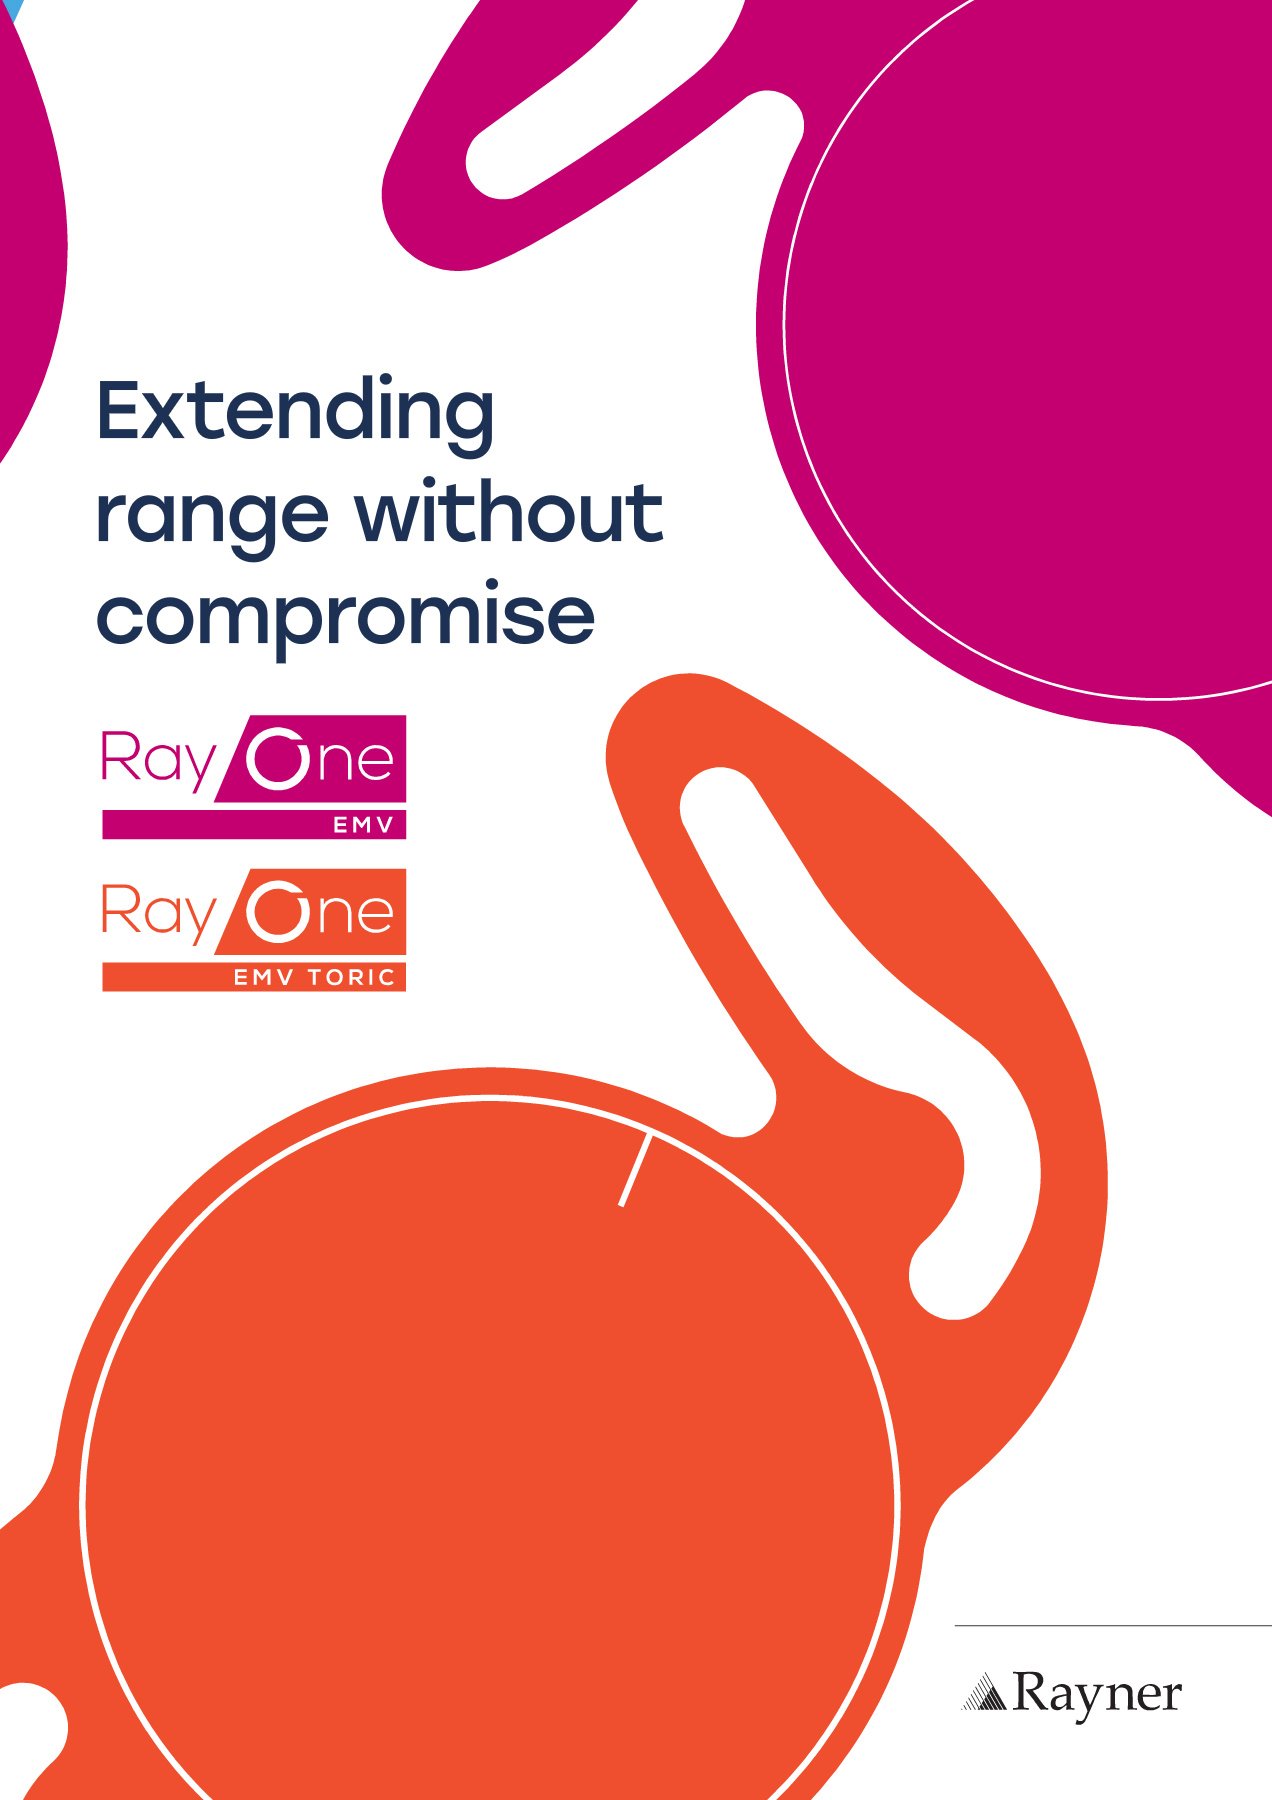 Extending
range without
compromise
RayOne
EMV
RayOne
EMV TORIC
Rayner